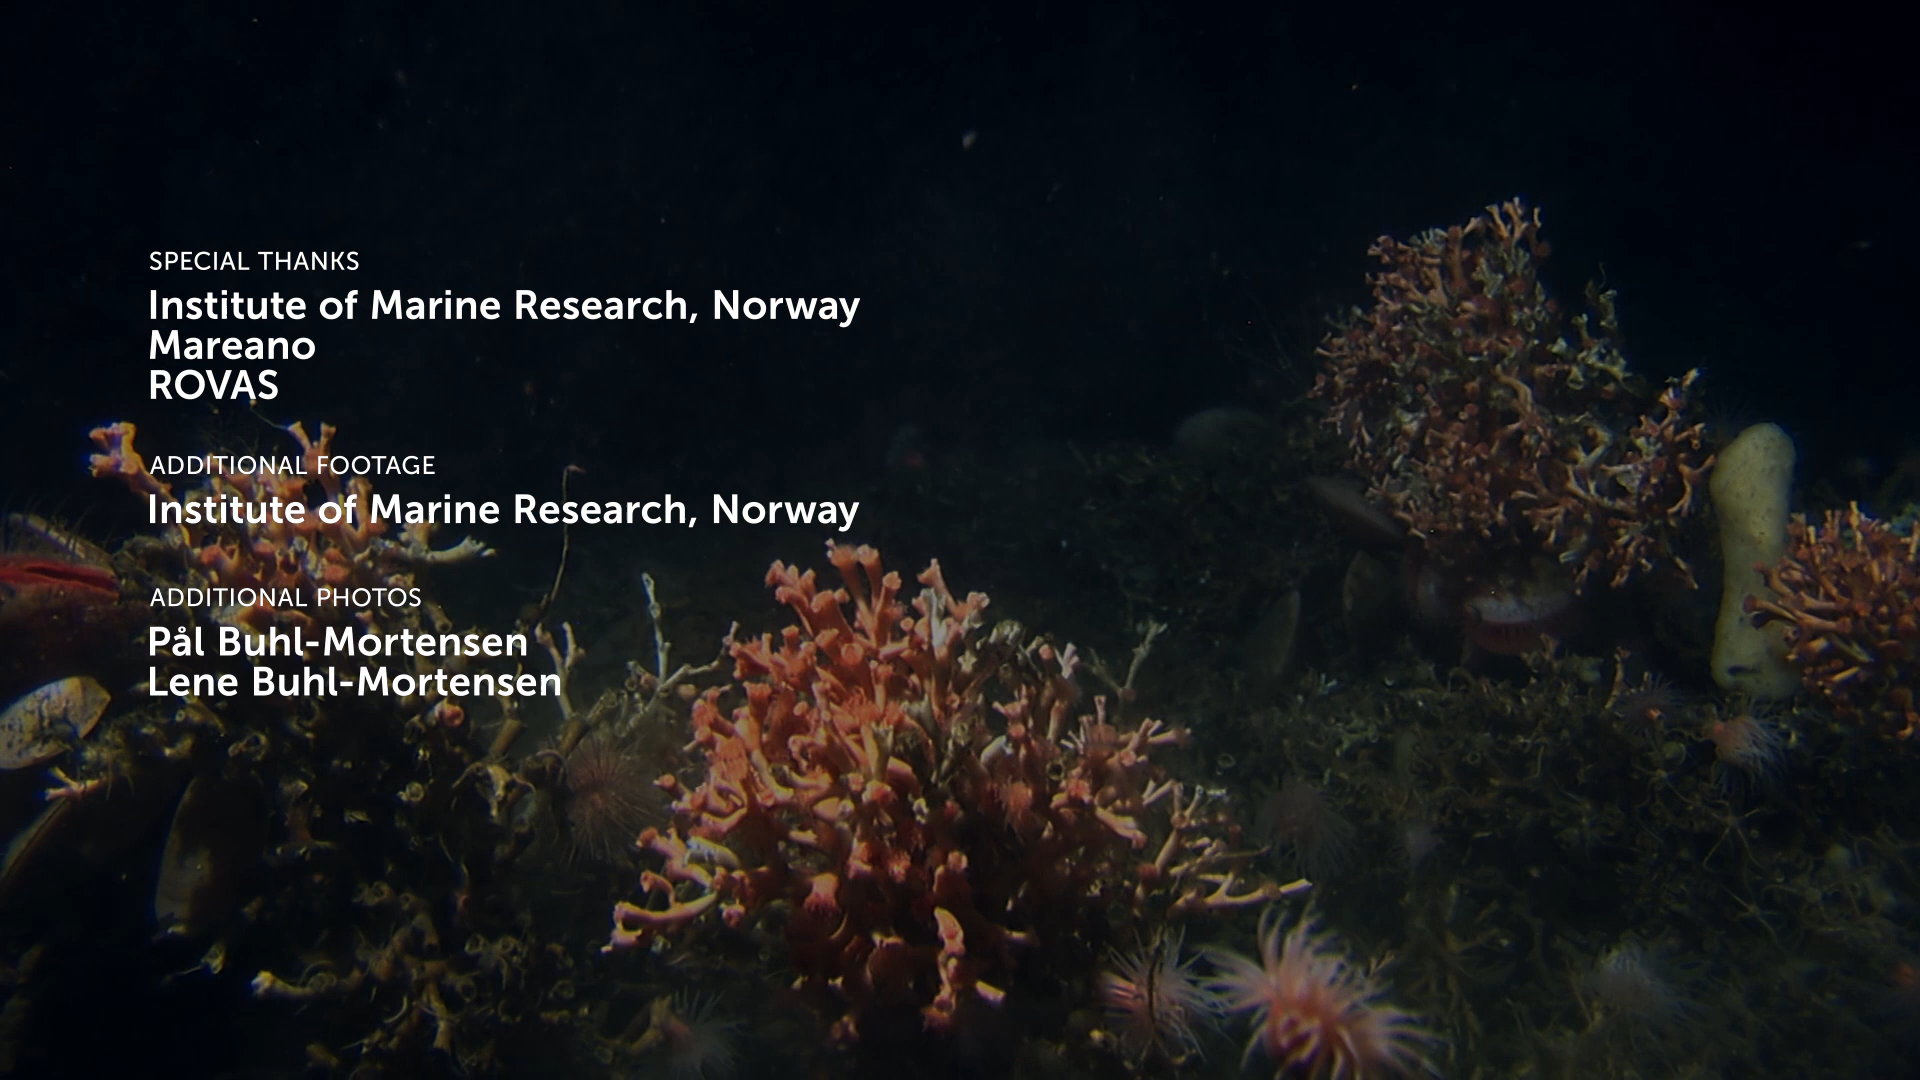 SPECIAL THANKS
Institute of Marine Research, Norway
Mareano
ROVAS
ADDITIONAL FOOTAGE
Institute of Marine Research, Norway
ADDITIONAL PHOTOS
Pål Buhl-Mortensen
Lene Buhl-Mortensen